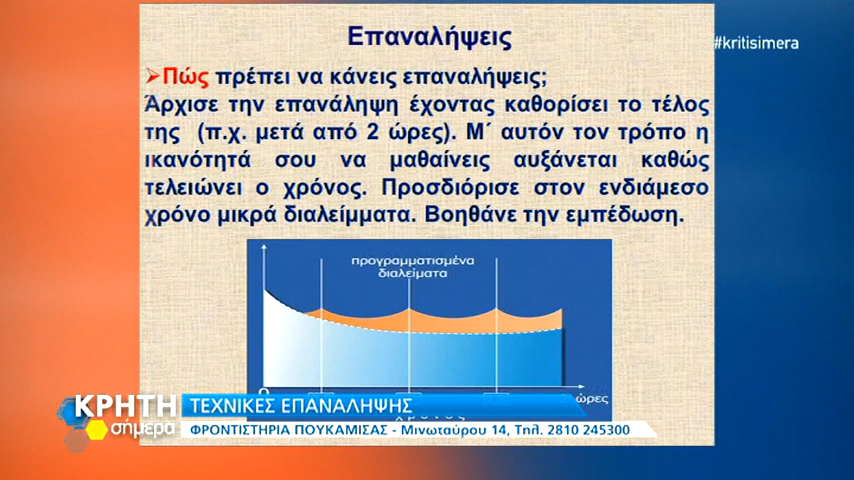 Επαναλήψεις
#kritisimera
➢Πώς πρέπει να κάνεις επαναλήψεις;
Άρχισε την επανάληψη έχοντας καθορίσει το τέλος
της (π.χ. μετά από 2 ώρες). Μ΄ αυτόν τον τρόπο η
ικανότητά σου να μαθαίνεις αυξάνεται καθώς
τελειώνει ο χρόνος. Προσδιόρισε στον ενδιάμεσο
χρόνο μικρά διαλείμματα. Βοηθάνε την εμπέδωση.
προγραμματισμένα
διαλείματα
ώρες
ΚΡΗΤΗ
σήμερα
ΤΕΧΝΙΚΕΣ ΕΠΑΝΑΛΗΨΗΣ
ΦΡΟΝΤΙΣΤΗΡΙΑ ΠΟΥΚΑΜΙΣΑΣ - Μινωταύρου 14, Τηλ. 2810 245300